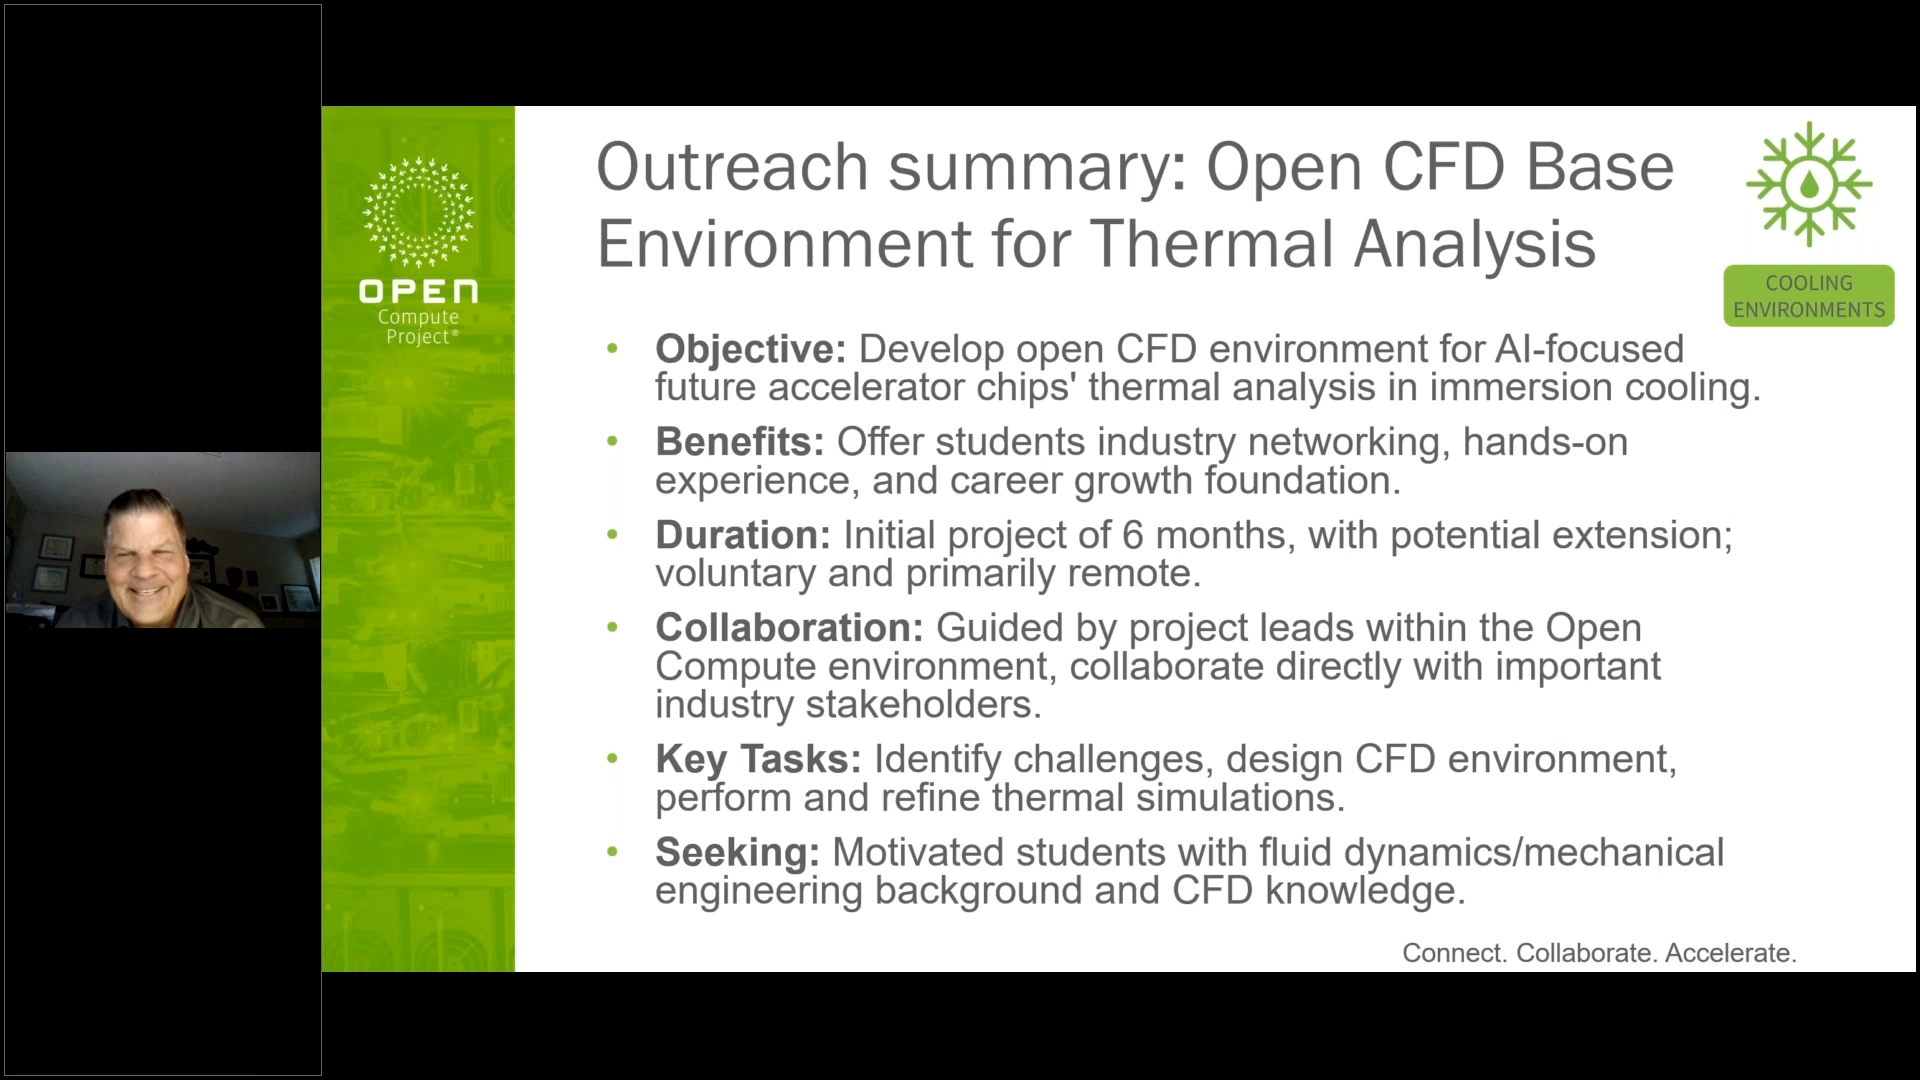 OPEN
Compute
Project®
Outreach summary: Open CFD Base
Environment for Thermal Analysis
COOLING
ENVIRONMENTS
• Objective: Develop open CFD environment for AI-focused
future accelerator chips' thermal analysis in immersion cooling.
• Benefits: Offer students industry networking, hands-on
experience, and career growth foundation.
• Duration: Initial project of 6 months, with potential extension;
voluntary and primarily remote.
• Collaboration: Guided by project leads within the Open
Compute environment, collaborate directly with important
industry stakeholders.
• Key Tasks: Identify challenges, design CFD environment,
perform and refine thermal simulations.
• Seeking: Motivated students with fluid dynamics/mechanical
engineering background and CFD knowledge.
Connect. Collaborate. Accelerate.